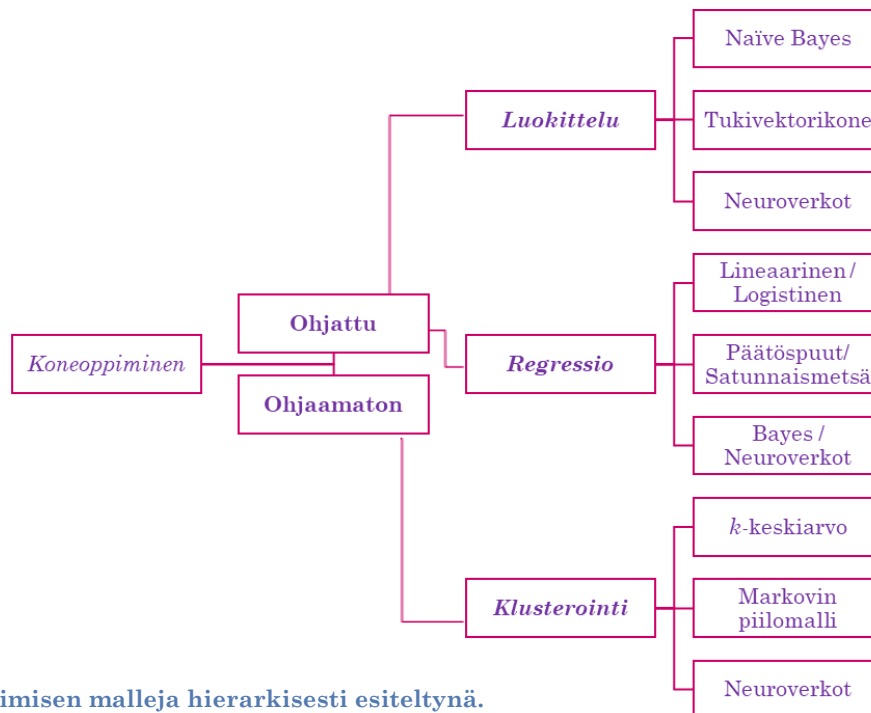 Naïve Bayes
Luokittelu
Tukivektorikone
Neuroverkot
Lineaarinen /
Logistinen
Ohjattu
Koneoppiminen
Regressio
Päätöspuut/
Satunnaismetsä
Ohjaamaton
Bayes /
Neuroverkot
k-keskiarvo
Klusterointi
Markovin
piilomalli
Neuroverkot
imisen malleja hierarkisesti esiteltynä.